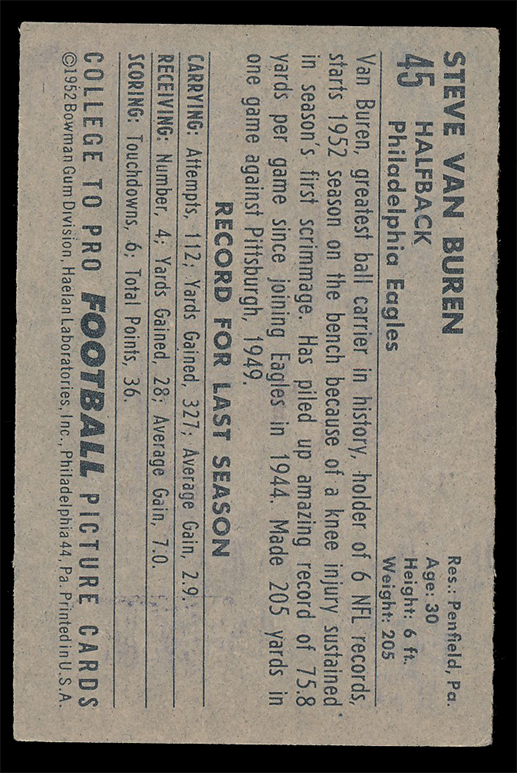 STEVE VAN BUREN
45 HALFBACK
Philadelphia Eagles
Res.: Penfield, Pa.
Age: 30
Height: 6 ft.
Weight: 205
Van Buren, greatest ball carrier in history, holder of 6 NFL records,
starts 1952 season on the bench because of a knee injury sustained
in season's first scrimmage. Has piled up amazing record of 75.8
yards per game since joining Eagles in 1944. Made 205 yards in
one game against Pittsburgh, 1949.
RECORD FOR LAST SEASON
CARRYING: Attempts, 112; Yards Gained, 327; Average Gain, 2.9.
RECEIVING: Number, 4; Yards Gained, 28; Average Gain, 7.0.
SCORING: Touchdowns, 6; Total Points, 36.
COLLEGE TO PRO FOOTBALL PICTURE CARDS
©1952 Bowman Gum Division, Haelan Laboratories, Inc., Philadelphia 44, Pa. Printed in U.S.A.